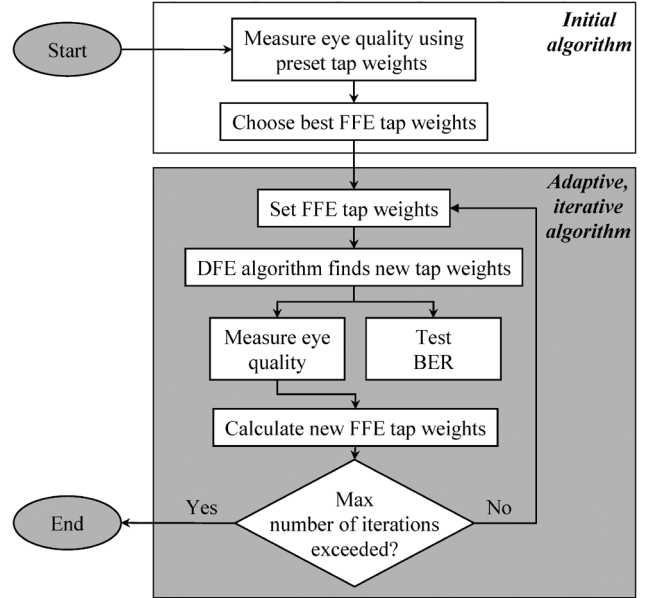 Start
Measure eye quality using
preset tap weights
Initial
algorithm
Choose best FFE tap weights
Adaptive,
iterative
algorithm
Set FFE tap weights
DFE algorithm finds new tap weights
Measure eye
quality
Test
BER
Calculate new FFE tap weights
Max
number of iterations
exceeded?
Yes
No
End